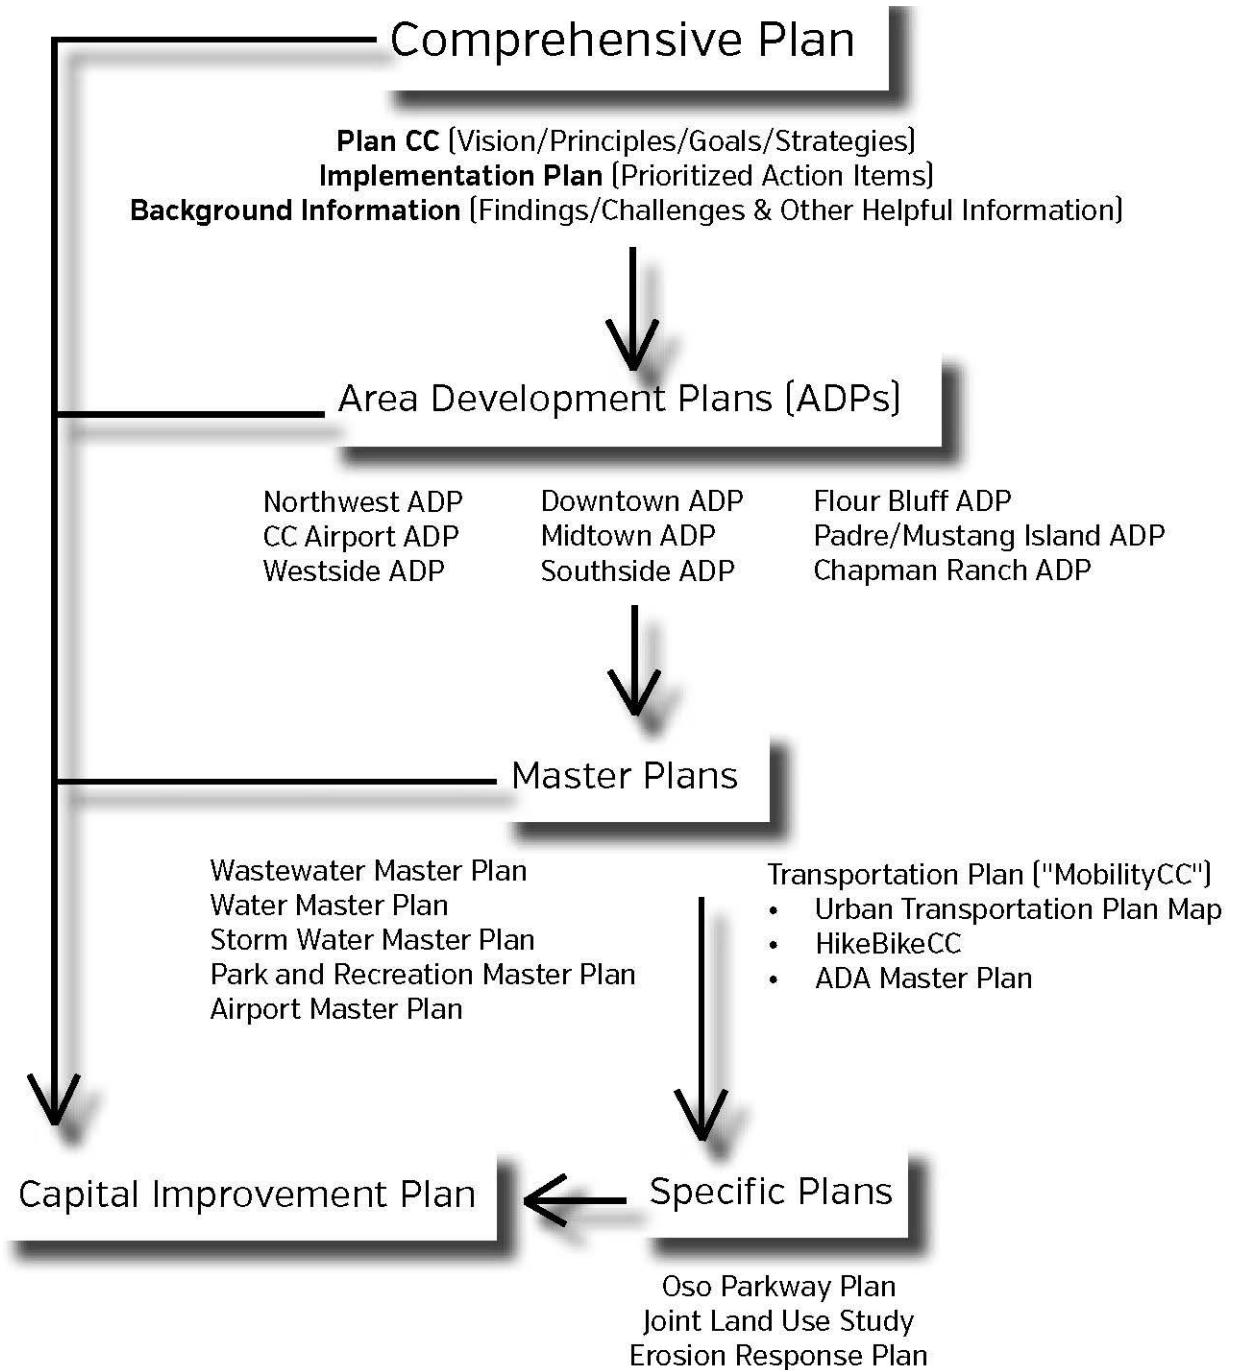 Comprehensive Plan
Plan CC (Vision/Principles/Goals/Strategies)
Implementation Plan (Prioritized Action Items)
Background Information (Findings/Challenges & Other Helpful Information)
Area Development Plans (ADPs)
Northwest ADP
CC Airport ADP
Westside ADP
Downtown ADP
Midtown ADP
Southside ADP
Flour Bluff ADP
Padre/Mustang Island ADP
Chapman Ranch ADP
Master Plans
Wastewater Master Plan
Water Master Plan
Storm Water Master Plan
Park and Recreation Master Plan
Airport Master Plan
Transportation Plan ("MobilityCC")
• Urban Transportation Plan Map
• HikeBikeCC
• ADA Master Plan
Capital Improvement Plan
Specific Plans
Oso Parkway Plan
Joint Land Use Study
Erosion Response Plan